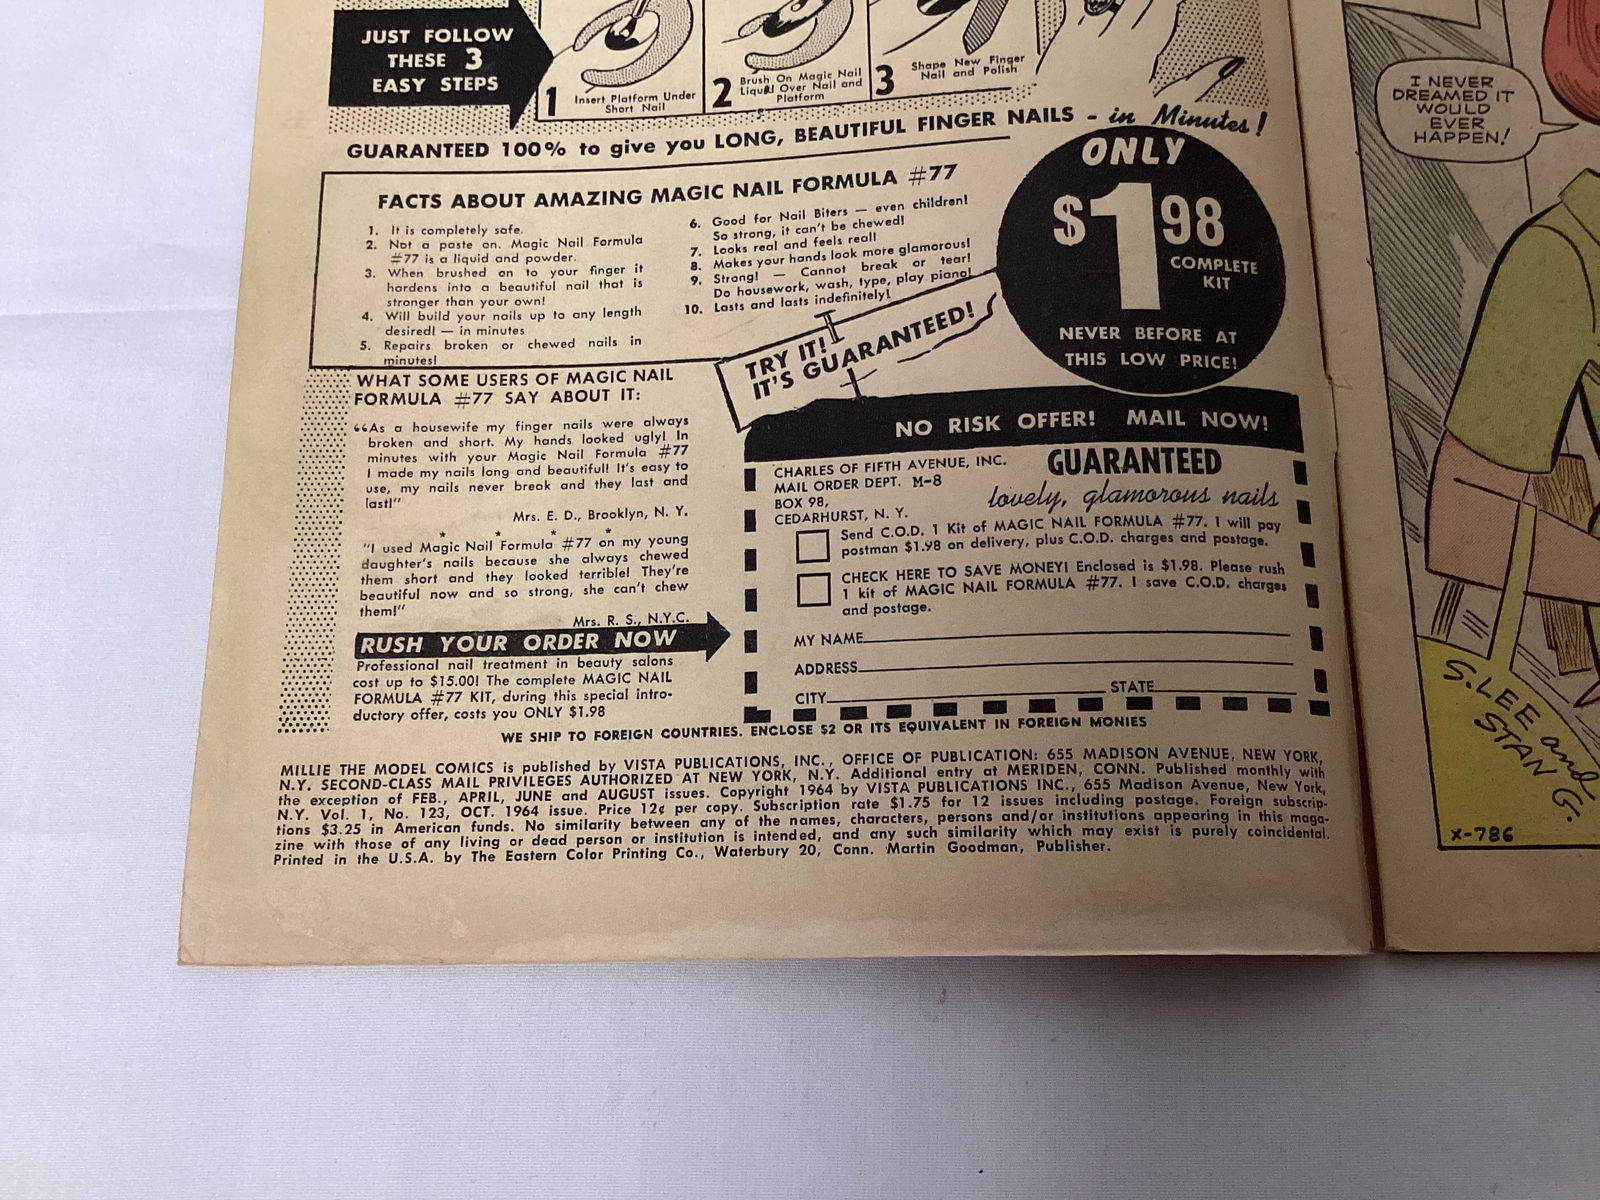 JUST FOLLOW
THESE 3
EASY STEPS
1 Insert Platform Under
Short Nail
2 Brush On Magic Nail
Liquid Over Nail and
Platform
3 Shape New Finger
Nail and Polish
GUARANTEED 100% to give you LONG, BEAUTIFUL FINGER NAILS - in Minutes!
FACTS ABOUT AMAZING MAGIC NAIL FORMULA #77
1. It is completely safe.
2. Not a paste on. Magic Nail Formula
#77 is a liquid and powder.
3. When brushed on to your finger it
hardens into a beautiful nail that is
stronger than your own!
4. Will build your nails up to any length
desired! — in minutes
5. Repairs broken or chewed nails in
minutes!
6. Good for Nail Biters — even children!
So strong, it can't be chewed!
7. Looks real and feels real!
8. Makes your hands look more glamorous!
9. Strong! — Cannot break or tear!
Do housework, wash, type, play piano!
10. Lasts and lasts indefinitely!
ONLY
$1 98
COMPLETE
KIT
NEVER BEFORE AT
THIS LOW PRICE!
TRY IT!
IT'S GUARANTEED!
WHAT SOME USERS OF MAGIC NAIL
FORMULA #77 SAY ABOUT IT:
“As a housewife my finger nails were always
broken and short. My hands looked ugly! In
minutes with your Magic Nail Formula #77
I made my nails long and beautiful! It's easy to
use, my nails never break and they last and
last!"
Mrs. E. D., Brooklyn, N. Y.
* * *
"I used Magic Nail Formula #77 on my young
daughter's nails because she always chewed
them short and they looked terrible! They're
beautiful now and so strong, she can't chew
them!"
Mrs. R. S., N.Y.C.
RUSH YOUR ORDER NOW
Professional nail treatment in beauty salons
cost up to $15.00! The complete MAGIC NAIL
FORMULA #77 KIT, during this special intro-
ductory offer, costs you ONLY $1.98
NO RISK OFFER! MAIL NOW!
CHARLES OF FIFTH AVENUE, INC.
MAIL ORDER DEPT. M-8
BOX 98,
CEDARHURST, N. Y.
GUARANTEED
lovely, glamorous nails
Send C.O.D. 1 Kit of MAGIC NAIL FORMULA #77. I will pay
postman $1.98 on delivery, plus C.O.D. charges and postage.
CHECK HERE TO SAVE MONEY! Enclosed is $1.98. Please rush
1 kit of MAGIC NAIL FORMULA #77. I save C.O.D. charges
and postage.
MY NAME
ADDRESS
CITY STATE
WE SHIP TO FOREIGN COUNTRIES. ENCLOSE $2 OR ITS EQUIVALENT IN FOREIGN MONIES
MILLIE THE MODEL COMICS is published by VISTA PUBLICATIONS, INC., OFFICE OF PUBLICATION: 655 MADISON AVENUE, NEW YORK,
N.Y. SECOND-CLASS MAIL PRIVILEGES AUTHORIZED AT NEW YORK, N.Y. Additional entry at MERIDEN, CONN. Published monthly with
the exception of FEB., APRIL, JUNE and AUGUST issues. Copyright 1964 by VISTA PUBLICATIONS INC., 655 Madison Avenue, New York,
N.Y. Vol. 1, No. 123, OCT. 1964 issue. Price 12¢ per copy. Subscription rate $1.75 for 12 issues including postage. Foreign subscrip-
tions $3.25 in American funds. No similarity between any of the names, characters, persons and/or institutions appearing in this maga-
zine with those of any living or dead person or institution is intended, and any such similarity which may exist is purely coincidental.
Printed in the U.S.A. by The Eastern Color Printing Co., Waterbury 20, Conn. Martin Goodman, Publisher.
I NEVER
DREAMED IT
WOULD
EVER
HAPPEN!
S. LEE and
STAN G.
X-786